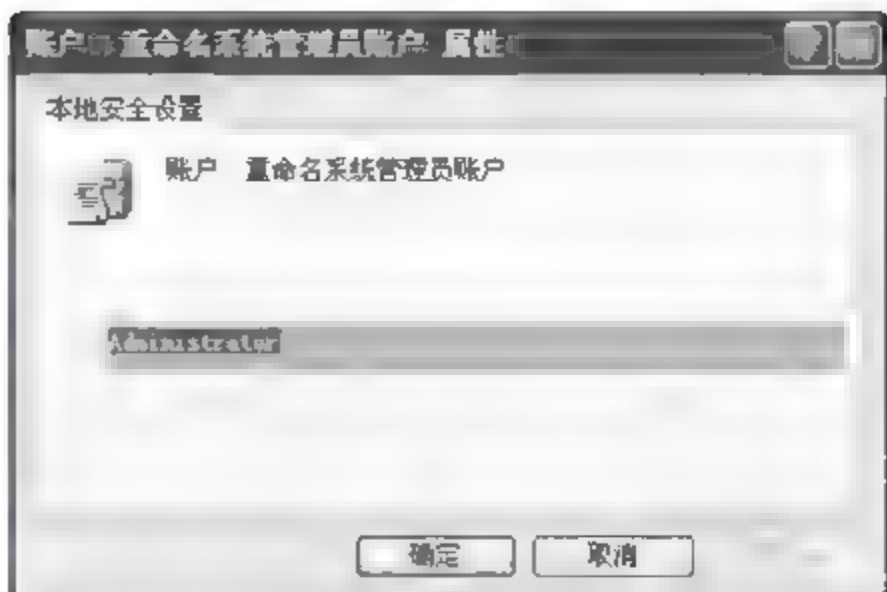 账户: 重命名系统管理员账户 属性
本地安全设置
账户 重命名系统管理员账户
Administrator
确定
取消